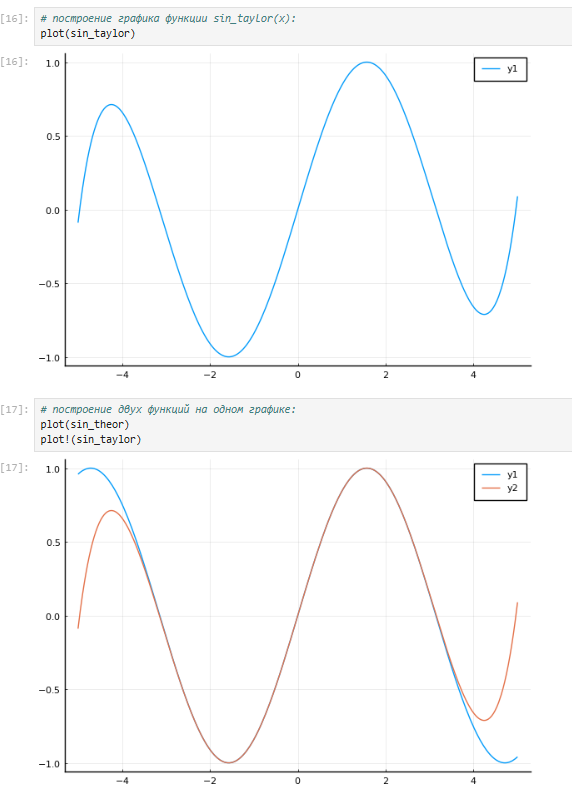 [16]: # построение графика функции sin_taylor(x):
plot(sin_taylor)
[16]:
y1
1.0
0.5
0.0
−0.5
−1.0
−4 −2 0 2 4
[17]: # построение двух функций на одном графике:
plot(sin_theor)
plot!(sin_taylor)
[17]:
y1
y2
1.0
0.5
0.0
−0.5
−1.0
−4 −2 0 2 4